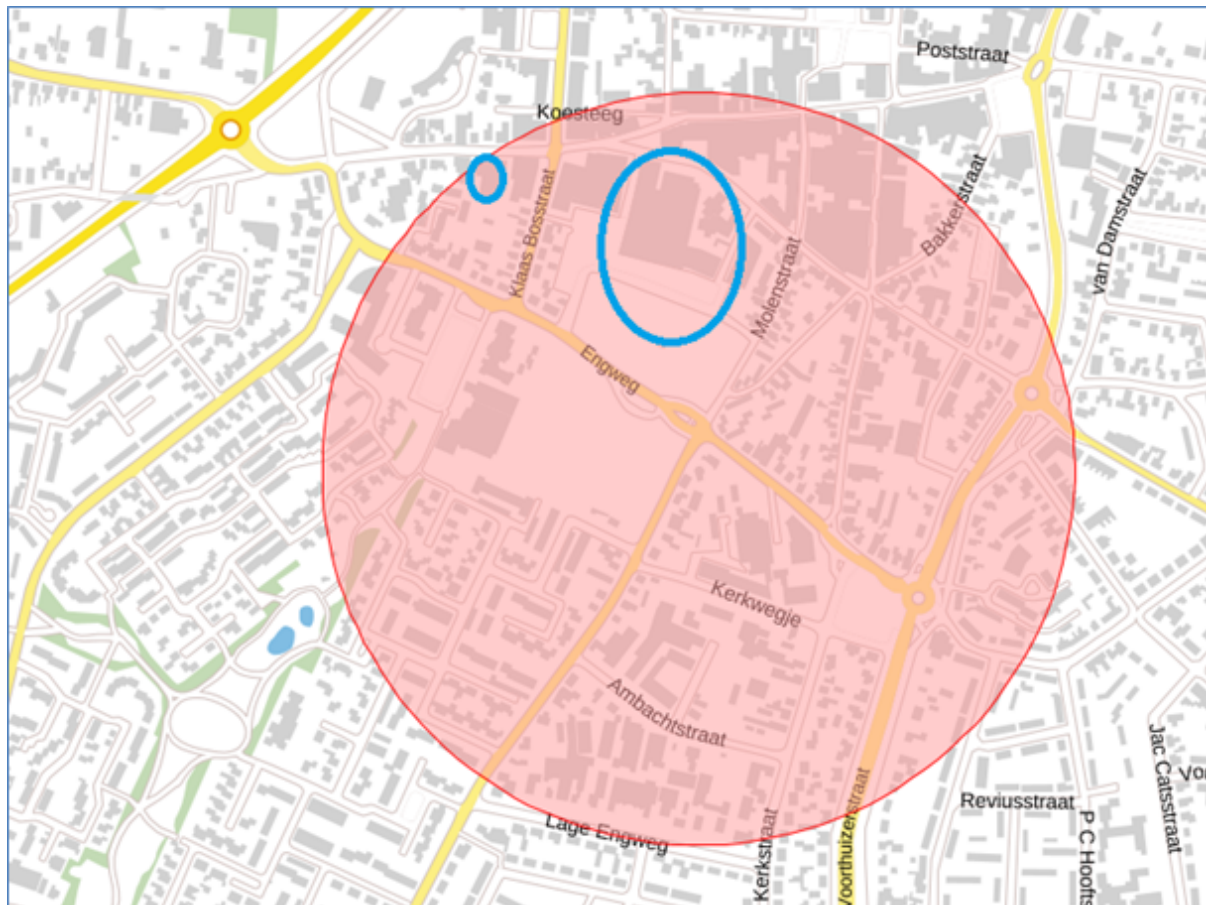 Poststraat
Koesteeg
Klaas Bosstraat
Bakkerstraat
van Damstraat
Molenstraat
Engweg
Kerkwegje
Ambachtstraat
Lage Engweg
Kerkstraat
Voorthuizerstraat
Reviusstraat
P C Hoofts
Jac Catsstraat
Vo